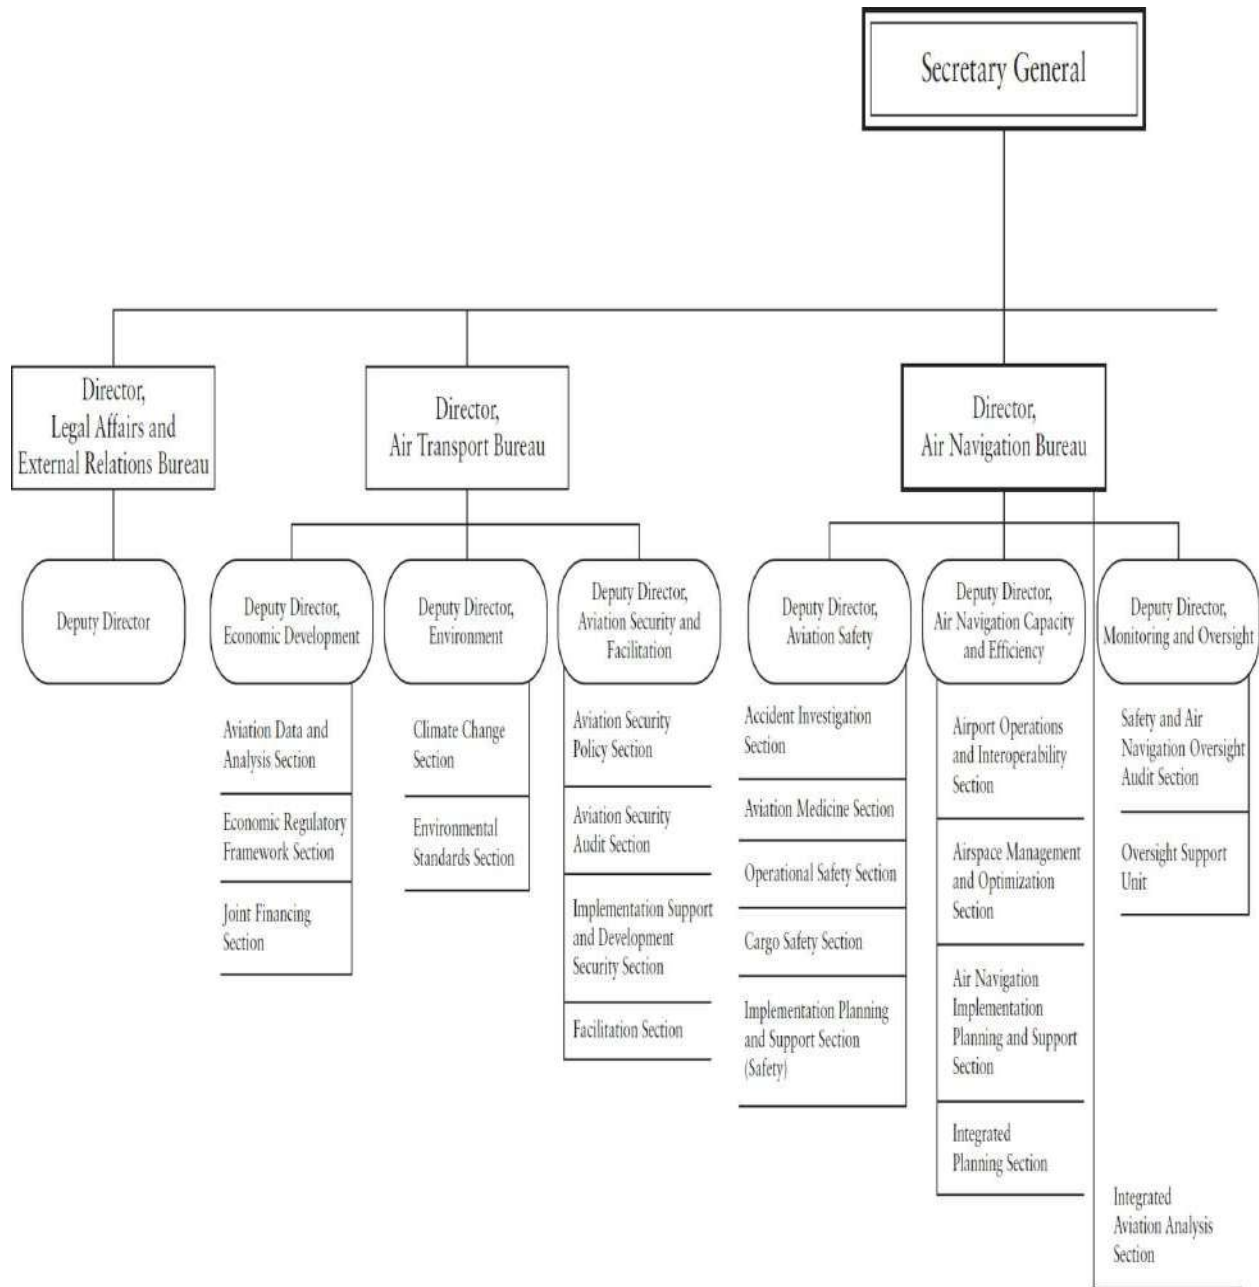 Secretary General
Director,
Legal Affairs and
External Relations Bureau
Director,
Air Transport Bureau
Director,
Air Navigation Bureau
Deputy Director
Deputy Director,
Economic Development
Deputy Director,
Environment
Deputy Director,
Aviation Security and
Facilitation
Deputy Director,
Aviation Safety
Deputy Director,
Air Navigation Capacity
and Efficiency
Deputy Director,
Monitoring and Oversight
Aviation Data and
Analysis Section
Economic Regulatory
Framework Section
Joint Financing
Section
Climate Change
Section
Environmental
Standards Section
Aviation Security
Policy Section
Aviation Security
Audit Section
Implementation Support
and Development
Security Section
Facilitation Section
Accident Investigation
Section
Aviation Medicine Section
Operational Safety Section
Cargo Safety Section
Implementation Planning
and Support Section
(Safety)
Airport Operations
and Interoperability
Section
Airspace Management
and Optimization
Section
Air Navigation
Implementation
Planning and Support
Section
Integrated
Planning Section
Safety and Air
Navigation Oversight
Audit Section
Oversight Support
Unit
Integrated
Aviation Analysis
Section